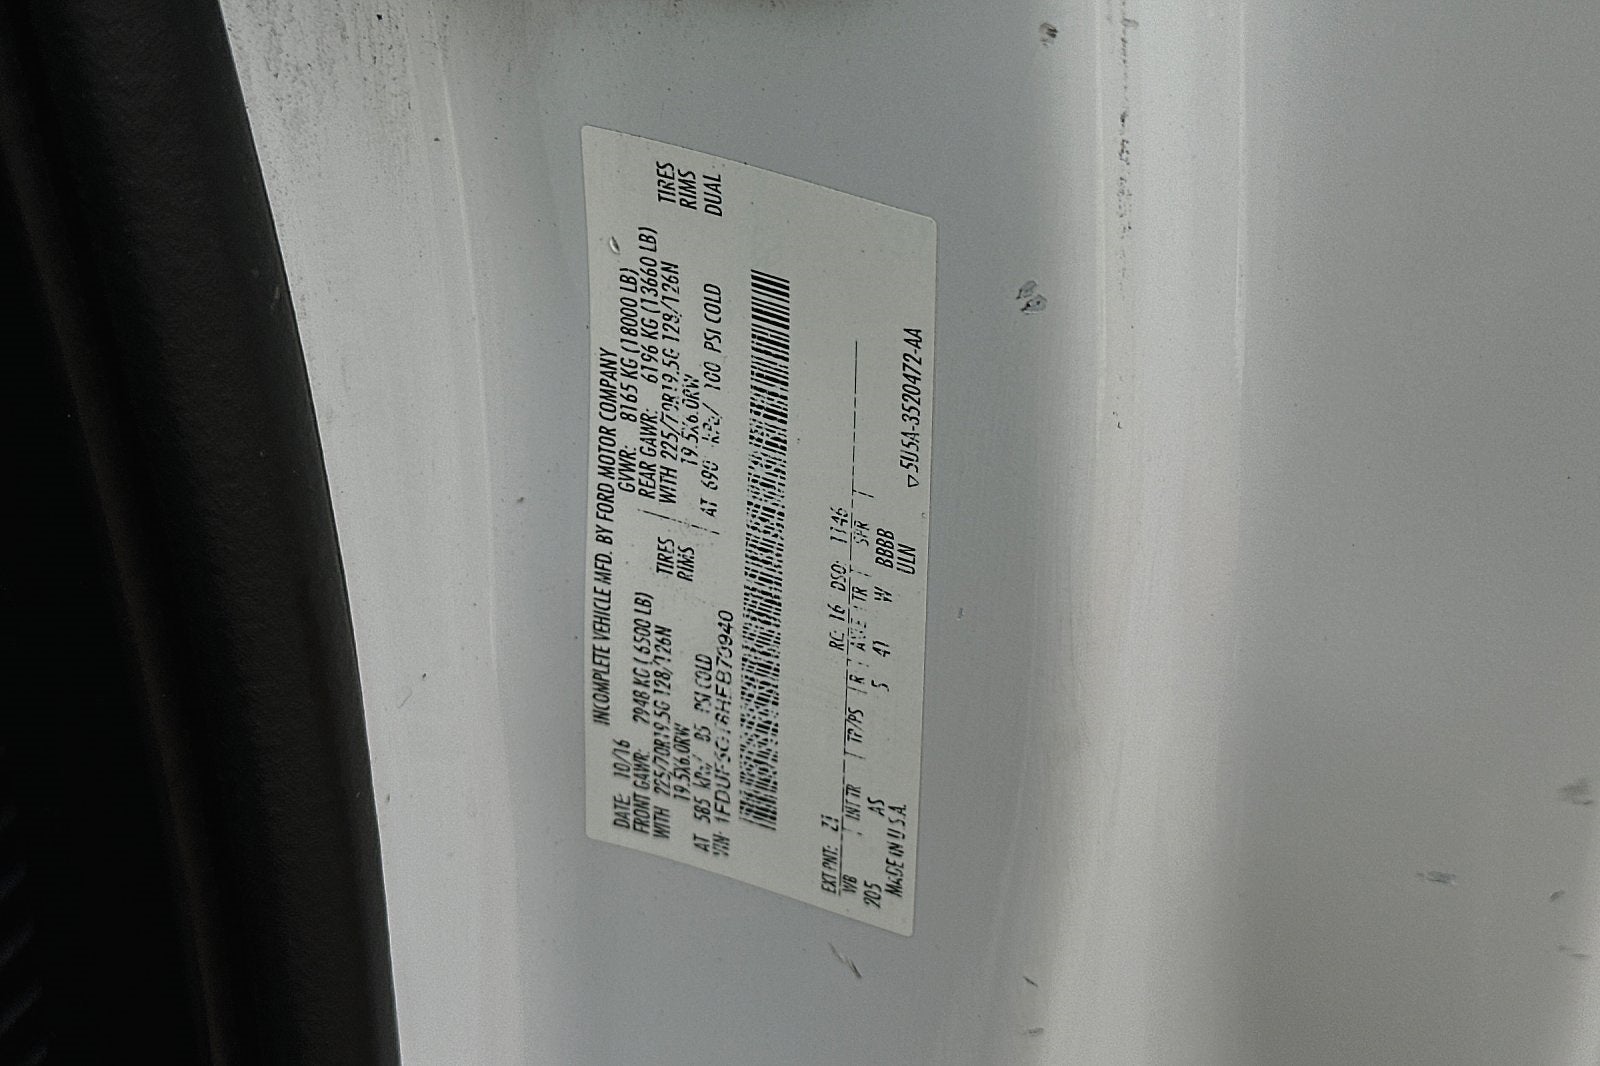 INCOMPLETE VEHICLE MFD. BY FORD MOTOR COMPANY
DATE: 10/16 GVWR: 8165 KG (18000 LB)
FRONT GAWR: 2948 KG (6500 LB) REAR GAWR: 6196 KG (13660 LB)
WITH 225/70R19.5G 128/126N TIRES WITH 225/70R19.5G 128/126N TIRES
19.5X6.0RW RIMS 19.5X6.0RW RIMS
AT 585 kPa/ 85 PSI COLD AT 690 kPa/ 100 PSI COLD DUAL
VIN:
EXT PNT: Z1 RC: 16 DSO: 1146
WB INT TR TP/PS R AXLE TR SPR
205 AS 5 41 W BBBB
MADE IN U.S.A. ULN ▽5U5A-3520472-AA